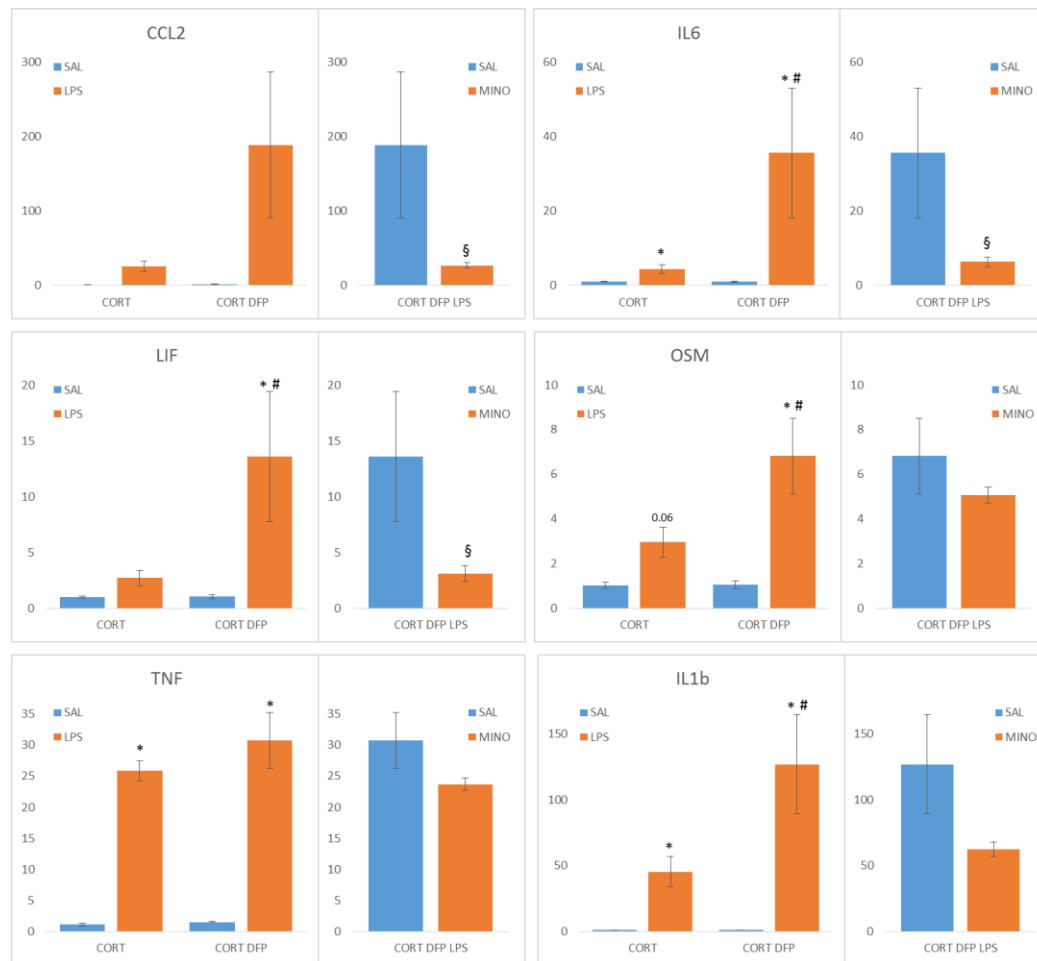 CCL2
300
200
100
0
SAL
LPS
CORT
CORT DFP
300
200
100
0
SAL
MINO
§
CORT DFP LPS
IL6
60
40
20
0
SAL
LPS
*
* #
CORT
CORT DFP
60
40
20
0
SAL
MINO
§
CORT DFP LPS
LIF
20
15
10
5
0
SAL
LPS
* #
CORT
CORT DFP
20
15
10
5
0
SAL
MINO
§
CORT DFP LPS
OSM
10
8
6
4
2
0
SAL
LPS
0.06
* #
CORT
CORT DFP
10
8
6
4
2
0
SAL
MINO
CORT DFP LPS
TNF
35
30
25
20
15
10
5
0
SAL
LPS
*
*
CORT
CORT DFP
35
30
25
20
15
10
5
0
SAL
MINO
CORT DFP LPS
IL1b
150
100
50
0
SAL
LPS
*
* #
CORT
CORT DFP
150
100
50
0
SAL
MINO
CORT DFP LPS